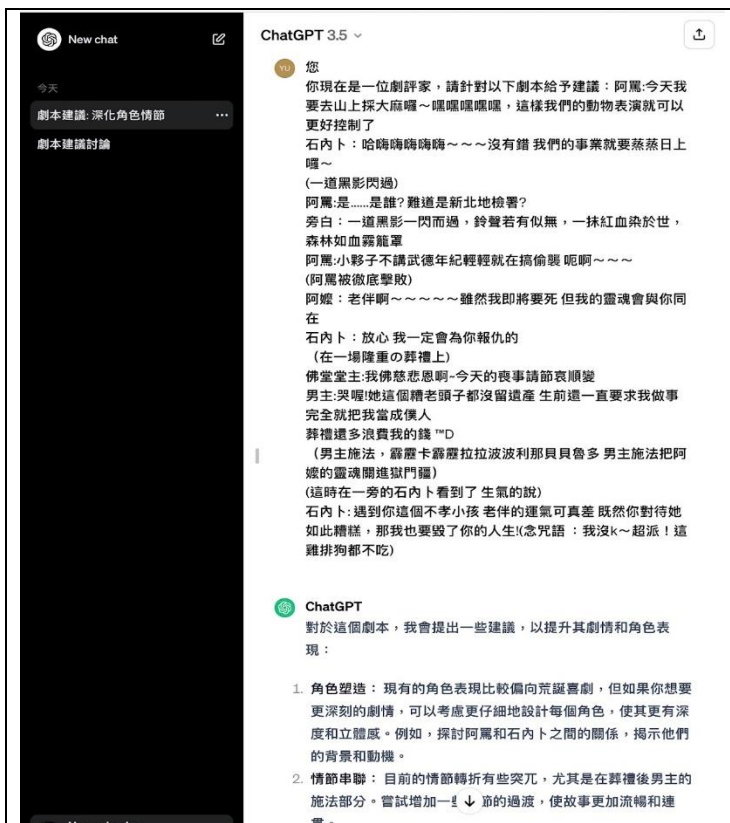 New chat
今天
劇本建議: 深化角色情節
劇本建議討論
ChatGPT 3.5
YU
您
你現在是一位劇評家，請針對以下劇本給予建議：阿罵:今天我
要去山上採大麻囉～嘿嘿嘿嘿嘿，這樣我們的動物表演就可以
更好控制了
石內卜：哈嗨嗨嗨嗨嗨～～～沒有錯 我們的事業就要蒸蒸日上
囉～
(一道黑影閃過)
阿罵:是......是誰? 難道是新北地檢署?
旁白：一道黑影一閃而過，鈴聲若有似無，一抹紅血染於世，
森林如血霧籠罩
阿罵:小夥子不講武德年紀輕輕就在搞偷襲 呃啊～～～
(阿罵被徹底擊敗)
阿嬤：老伴啊～～～～～雖然我即將要死 但我的靈魂會與你同
在
石內卜：放心 我一定會為你報仇的
（在一場隆重の葬禮上）
佛堂堂主:我佛慈悲恩啊~今天的喪事請節哀順變
男主:哭喔!她這個糟老頭子都沒留遺產 生前還一直要求我做事
完全就把我當成僕人
葬禮還多浪費我的錢 ™D
（男主施法，霹靂卡霹靂拉拉波波利那貝貝魯多 男主施法把阿
嬤的靈魂關進獄門疆）
(這時在一旁的石內卜看到了 生氣的說)
石內卜: 遇到你這個不孝小孩 老伴的運氣可真差 既然你對待她
如此糟糕，那我也要毀了你的人生!(念咒語 ：我沒k～超派！這
雞排狗都不吃)
ChatGPT
對於這個劇本，我會提出一些建議，以提升其劇情和角色表
現：
1. 角色塑造： 現有的角色表現比較偏向荒誕喜劇，但如果你想要
更深刻的劇情，可以考慮更仔細地設計每個角色，使其更有深
度和立體感。例如，探討阿罵和石內卜之間的關係，揭示他們
的背景和動機。
2. 情節串聯： 目前的情節轉折有些突兀，尤其是在葬禮後男主的
施法部分。嘗試增加一些 節的過渡，使故事更加流暢和連
貫。